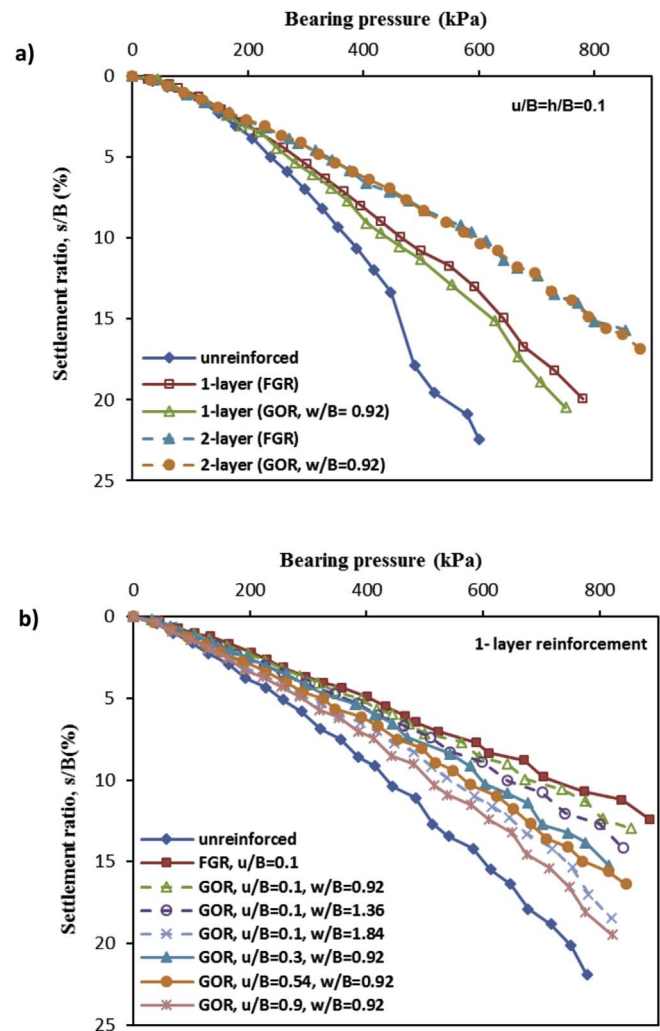 Bearing pressure (kPa)
a)
0 200 400 600 800
0
5
10
15
20
25
Settlement ratio, s/B (%)
u/B=h/B=0.1
unreinforced
1-layer (FGR)
1-layer (GOR, w/B= 0.92)
2-layer (FGR)
2-layer (GOR, w/B=0.92)
Bearing pressure (kPa)
b)
0 200 400 600 800
0
5
10
15
20
25
Settlement ratio, s/B(%)
1- layer reinforcement
unreinforced
FGR, u/B=0.1
GOR, u/B=0.1, w/B=0.92
GOR, u/B=0.1, w/B=1.36
GOR, u/B=0.1, w/B=1.84
GOR, u/B=0.3, w/B=0.92
GOR, u/B=0.54, w/B=0.92
GOR, u/B=0.9, w/B=0.92